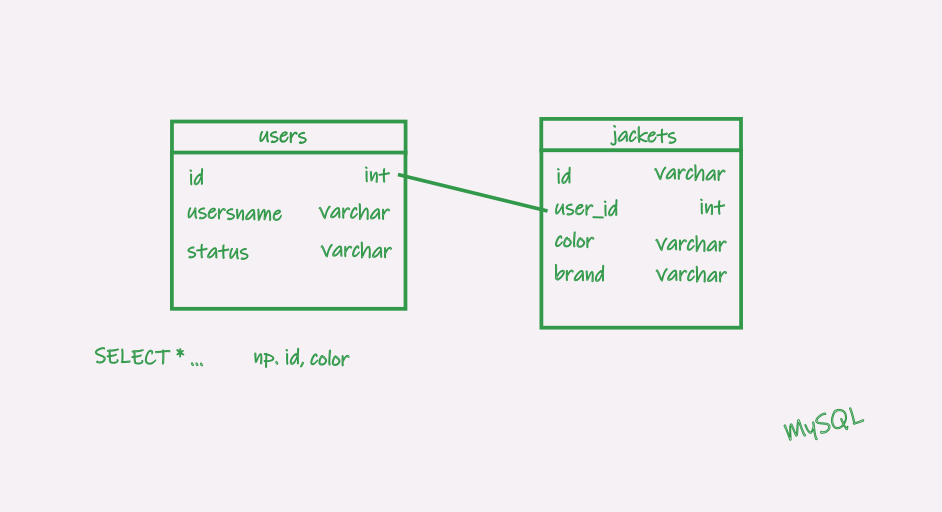 users
id int
usersname varchar
status varchar
jackets
id varchar
user_id int
color varchar
brand varchar
SELECT * ... np. id, color
MySQL